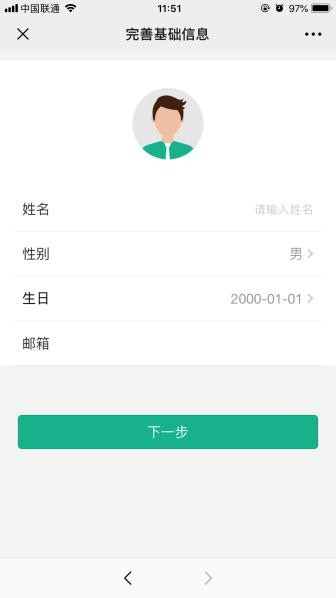 中国联通 11:51 97%
完善基础信息
姓名 请输入姓名
性别 男
生日 2000-01-01
邮箱
下一步